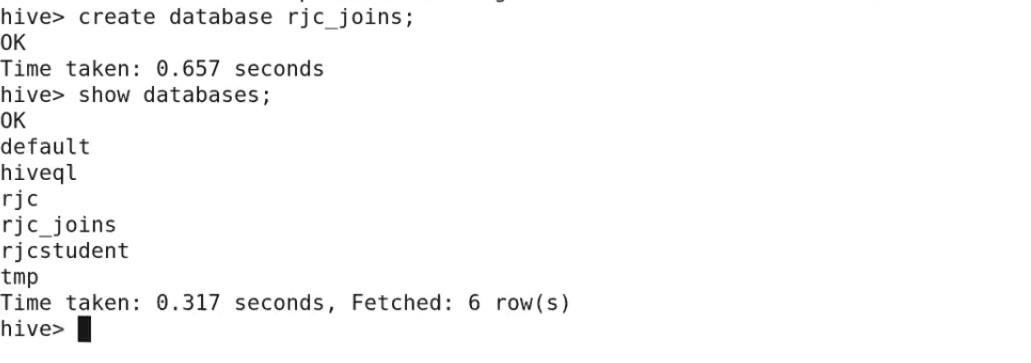 hive> create database rjc_joins;
OK
Time taken: 0.657 seconds
hive> show databases;
OK
default
hiveql
rjc
rjc_joins
rjcstudent
tmp
Time taken: 0.317 seconds, Fetched: 6 row(s)
hive>